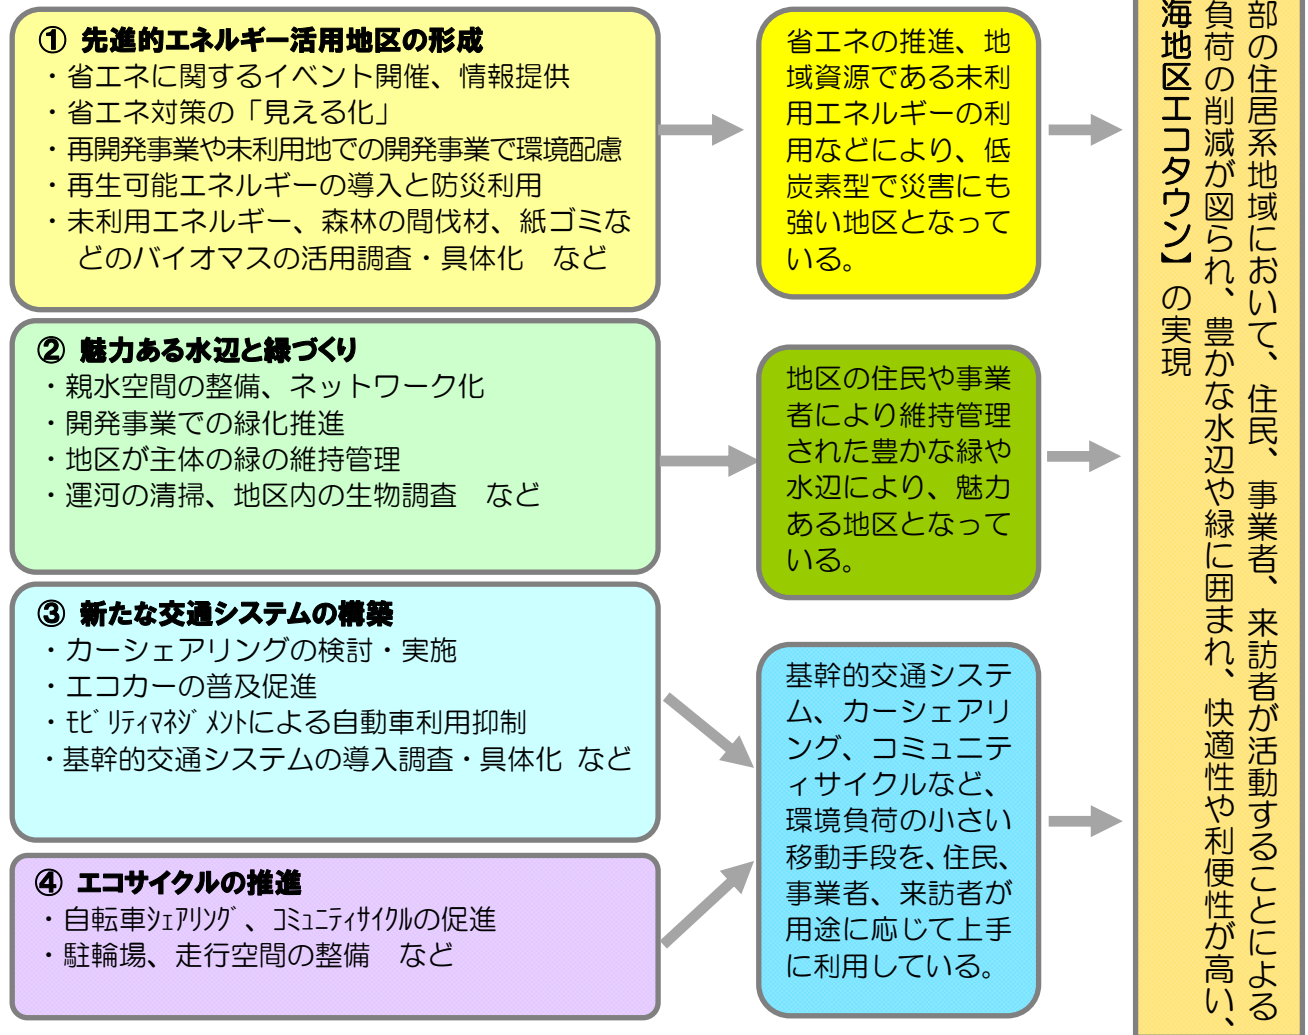 ① 先進的エネルギー活用地区の形成
・省エネに関するイベント開催、情報提供
・省エネ対策の「見える化」
・再開発事業や未利用地での開発事業で環境配慮
・再生可能エネルギーの導入と防災利用
・未利用エネルギー、森林の間伐材、紙ゴミな
どのバイオマスの活用調査・具体化　など
省エネの推進、地
域資源である未利
用エネルギーの利
用などにより、低
炭素型で災害にも
強い地区となって
いる。
② 魅力ある水辺と緑づくり
・親水空間の整備、ネットワーク化
・開発事業での緑化推進
・地区が主体の緑の維持管理
・運河の清掃、地区内の生物調査　など
地区の住民や事業
者により維持管理
された豊かな緑や
水辺により、魅力
ある地区となって
いる。
③ 新たな交通システムの構築
・カーシェアリングの検討・実施
・エコカーの普及促進
・ﾓﾋﾞﾘﾃｨﾏﾈｼﾞﾒﾝﾄによる自動車利用抑制
・基幹的交通システムの導入調査・具体化 など
④ エコサイクルの推進
・自転車ｼｪｱﾘﾝｸﾞ、ｺﾐｭﾆﾃｨｻｲｸﾙの促進
・駐輪場、走行空間の整備　など
基幹的交通システ
ム、カーシェアリ
ング、コミュニテ
ィサイクルなど、
環境負荷の小さい
移動手段を、住民、
事業者、来訪者が
用途に応じて上手
に利用している。
部の住居系地域において、住民、事業者、来訪者が活動することによる
負荷の削減が図られ、豊かな水辺や緑に囲まれ、快適性や利便性が高い、
海地区エコタウン】の実現